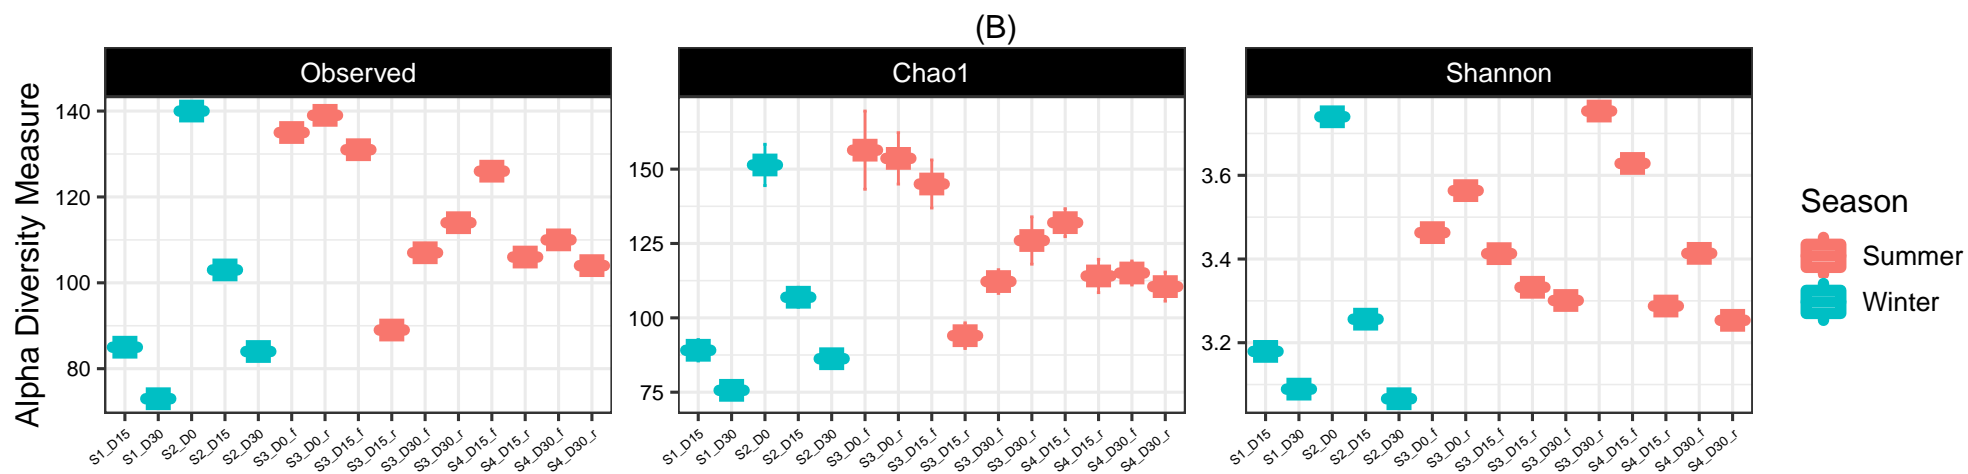 (B)
Observed
Chao1
Shannon
Alpha Diversity Measure
140
120
100
80
S1_D15
S1_D30
S2_D0
S2_D15
S2_D30
S3_D0_f
S3_D0_r
S3_D15_f
S3_D15_r
S3_D30_f
S3_D30_r
S4_D15_f
S4_D15_r
S4_D30_f
S4_D30_r
150
125
100
75
S1_D15
S1_D30
S2_D0
S2_D15
S2_D30
S3_D0_f
S3_D0_r
S3_D15_f
S3_D15_r
S3_D30_f
S3_D30_r
S4_D15_f
S4_D15_r
S4_D30_f
S4_D30_r
3.6
3.4
3.2
S1_D15
S1_D30
S2_D0
S2_D15
S2_D30
S3_D0_f
S3_D0_r
S3_D15_f
S3_D15_r
S3_D30_f
S3_D30_r
S4_D15_f
S4_D15_r
S4_D30_f
S4_D30_r
Season
Summer
Winter